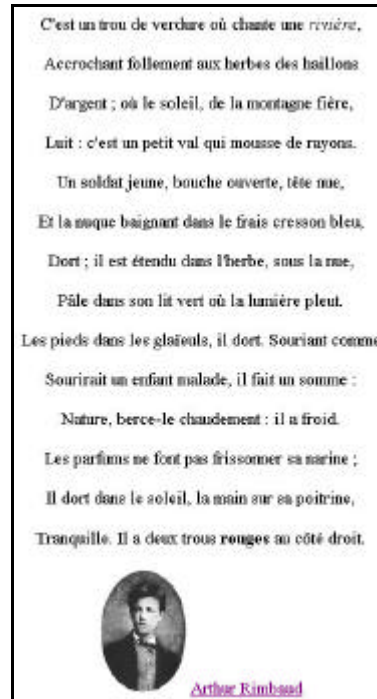 C'est un trou de verdure où chante une rivière,
Accrochant follement aux herbes des haillons
D'argent ; où le soleil, de la montagne fière,
Luit : c'est un petit val qui mousse de rayons.
Un soldat jeune, bouche ouverte, tête nue,
Et la nuque baignant dans le frais cresson bleu,
Dort ; il est étendu dans l'herbe, sous la nue,
Pâle dans son lit vert où la lumière pleut.
Les pieds dans les glaïeuls, il dort. Souriant comme
Sourirait un enfant malade, il fait un somme :
Nature, berce-le chaudement : il a froid.
Les parfums ne font pas frissonner sa narine ;
Il dort dans le soleil, la main sur sa poitrine,
Tranquille. Il a deux trous rouges au côté droit.
Arthur Rimbaud